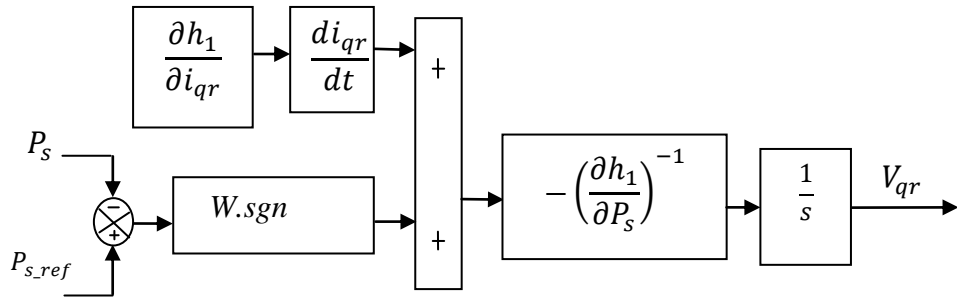 ∂h₁/∂i_qr
di_qr/dt
+
P_s
−
+
P_s_ref
W.sgn
+
−(∂h₁/∂P_s)⁻¹
1/s
V_qr